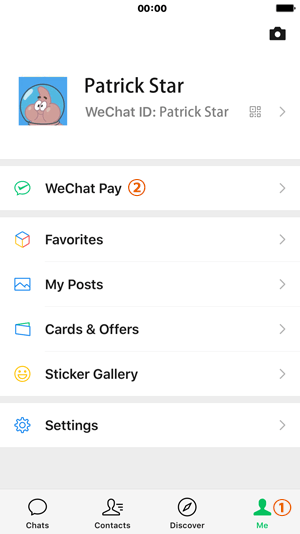 00:00
Patrick Star
WeChat ID: Patrick Star
WeChat Pay ②
Favorites
My Posts
Cards & Offers
Sticker Gallery
Settings
Chats Contacts Discover Me ①